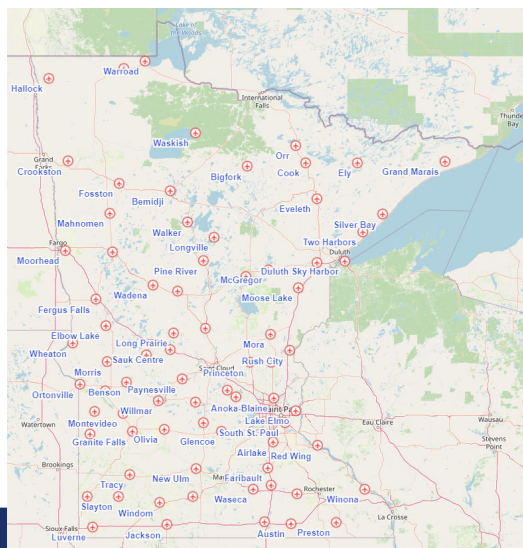 Lake of
the Woods
Warroad
Hallock
International
Falls
Thunde
Bay
Waskish
Orr
Grand
Forks
Crookston
Bigfork
Cook
Ely
Grand Marais
Fosston
Bemidji
Eveleth
Mahnomen
Walker
Silver Bay
Longville
Two Harbors
Fargo
Duluth
Moorhead
Pine River
McGregor
Duluth Sky Harbor
Wadena
Moose Lake
Fergus Falls
Elbow Lake
Long Prairie
Mora
Wheaton
Sauk Centre
Rush City
Saint Cloud
Morris
Princeton
Ortonville
Benson
Paynesville
Willmar
Anoka-Blaine
Saint Pa
Montevideo
Lake Elmo
Eau Claire
Wausau
Watertown
Granite Falls
Olivia
Glencoe
South St. Paul
Stevens
Point
Airlake
Red Wing
Brookings
Tracy
New Ulm
Ma
Faribault
Rochester
Slayton
Windom
Waseca
Winona
La Crosse
Sioux Falls
Luverne
Jackson
Austin
Preston